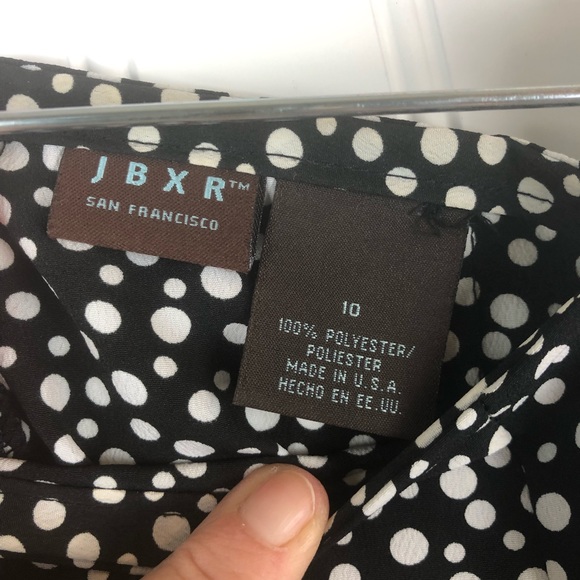 JBXR™
SAN FRANCISCO
10
100% POLYESTER/
POLIESTER
MADE IN U.S.A.
HECHO EN EE.UU.